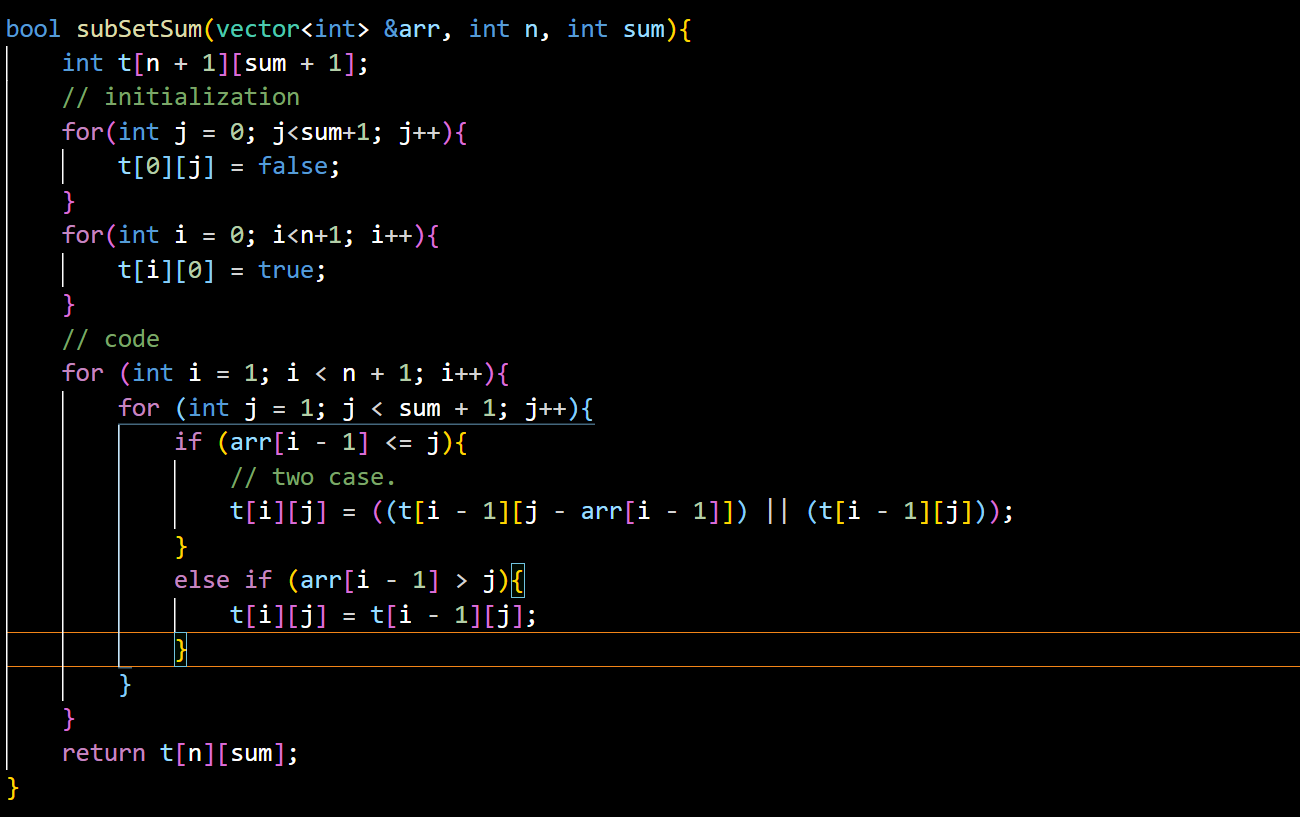 bool subSetSum(vector<int> &arr, int n, int sum){
    int t[n + 1][sum + 1];
    // initialization
    for(int j = 0; j<sum+1; j++){
        t[0][j] = false;
    }
    for(int i = 0; i<n+1; i++){
        t[i][0] = true;
    }
    // code
    for (int i = 1; i < n + 1; i++){
        for (int j = 1; j < sum + 1; j++){
            if (arr[i - 1] <= j){
                // two case.
                t[i][j] = ((t[i - 1][j - arr[i - 1]]) || (t[i - 1][j]));
            }
            else if (arr[i - 1] > j){
                t[i][j] = t[i - 1][j];
            }
        }
    }
    return t[n][sum];
}